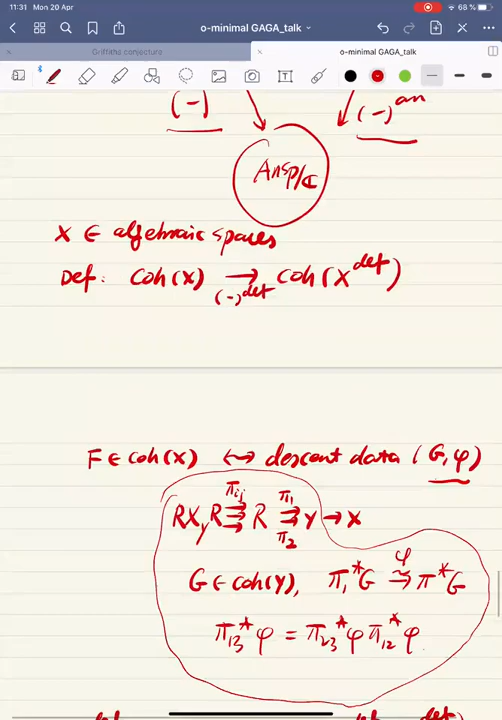 11:31 Mon 20 Apr
68 %
o-minimal GAGA_talk
Griffiths conjecture
o-minimal GAGA_talk
(-) (-)^an
Ansp/ℂ
X ∈ algebraic spaces
Def: Coh(X) →_{(-)^def} Coh(X^def)
F ∈ Coh(X) ↔ descent data (G, φ)
R×_Y R ⇶^{π_ij} R ⇉^{π_1}_{π_2} Y → X
G ∈ Coh(Y), π_1^* G ⥲^φ π^* G
π_13^* φ = π_23^* φ π_12^* φ.